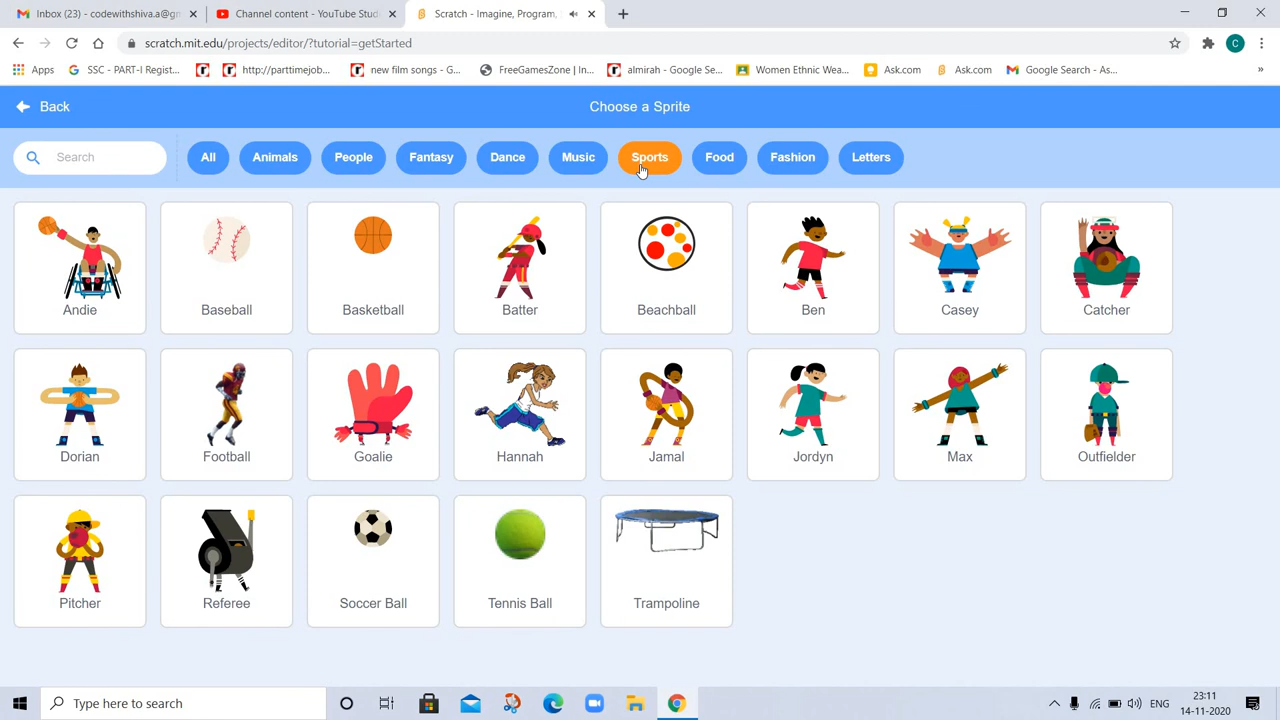 Inbox (23) - codewithshiva.a@gm
Channel content - YouTube Stud
Scratch - Imagine, Program,
scratch.mit.edu/projects/editor/?tutorial=getStarted
C
Apps
SSC - PART-I Regist...
http://parttimejob...
new film songs - G...
FreeGamesZone | In...
almirah - Google Se...
Women Ethnic Wea...
Ask.com
Ask.com
Google Search - As...
»
Back
Choose a Sprite
Search
All
Animals
People
Fantasy
Dance
Music
Sports
Food
Fashion
Letters
Andie
Baseball
Basketball
Batter
Beachball
Ben
Casey
Catcher
Dorian
Football
Goalie
Hannah
Jamal
Jordyn
Max
Outfielder
Pitcher
Referee
Soccer Ball
Tennis Ball
Trampoline
Type here to search
ENG
23:11
14-11-2020